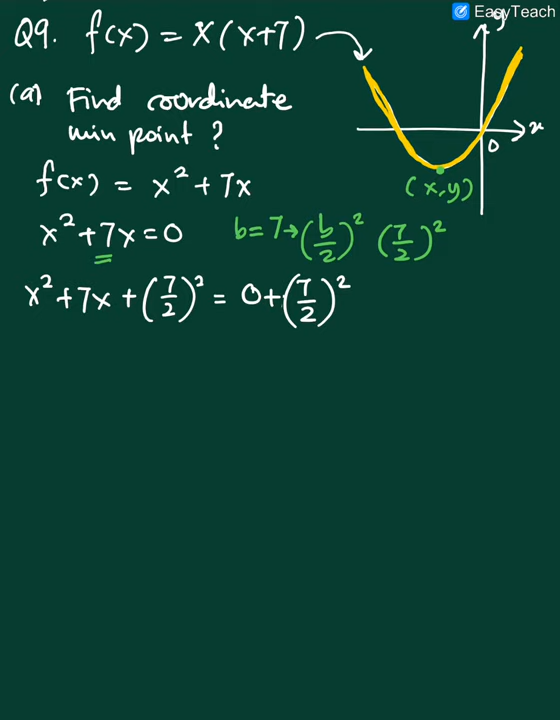 EasyTeach
Q9. f(x) = x(x+7)
y
x
0
(x,y)
(a) Find coordinate
min point ?
f(x) = x² + 7x
x² + 7x = 0 b = 7 → (b/2)² (7/2)²
x² + 7x + (7/2)² = 0 + (7/2)²